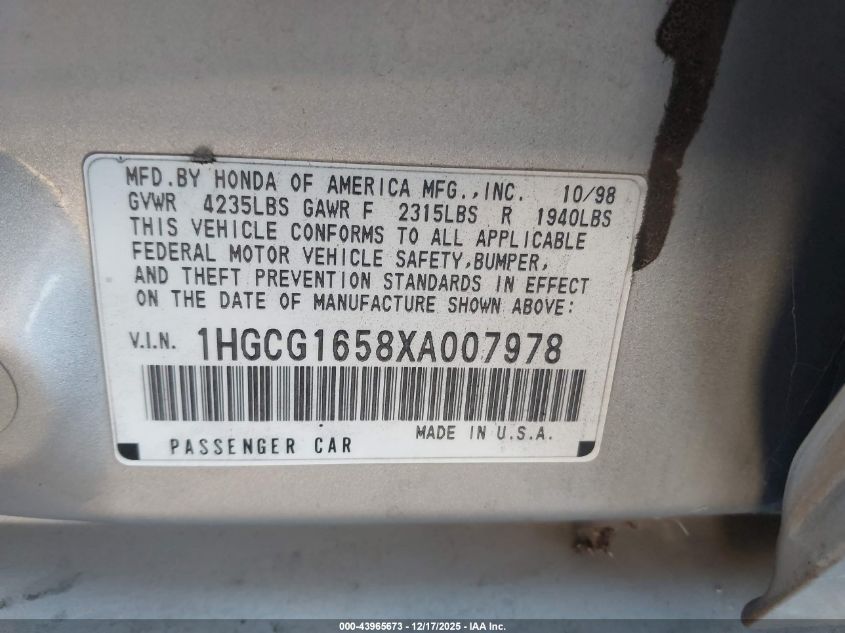 MFD.BY HONDA OF AMERICA MFG.,INC. 10/98
GVWR 4235LBS GAWR F 2315LBS R 1940LBS
THIS VEHICLE CONFORMS TO ALL APPLICABLE
FEDERAL MOTOR VEHICLE SAFETY,BUMPER,
AND THEFT PREVENTION STANDARDS IN EFFECT
ON THE DATE OF MANUFACTURE SHOWN ABOVE:
V.I.N. 1HGCG1658XA007978
PASSENGER CAR MADE IN U.S.A.
000-43965673 | 12/17/2025 - IAA Inc.